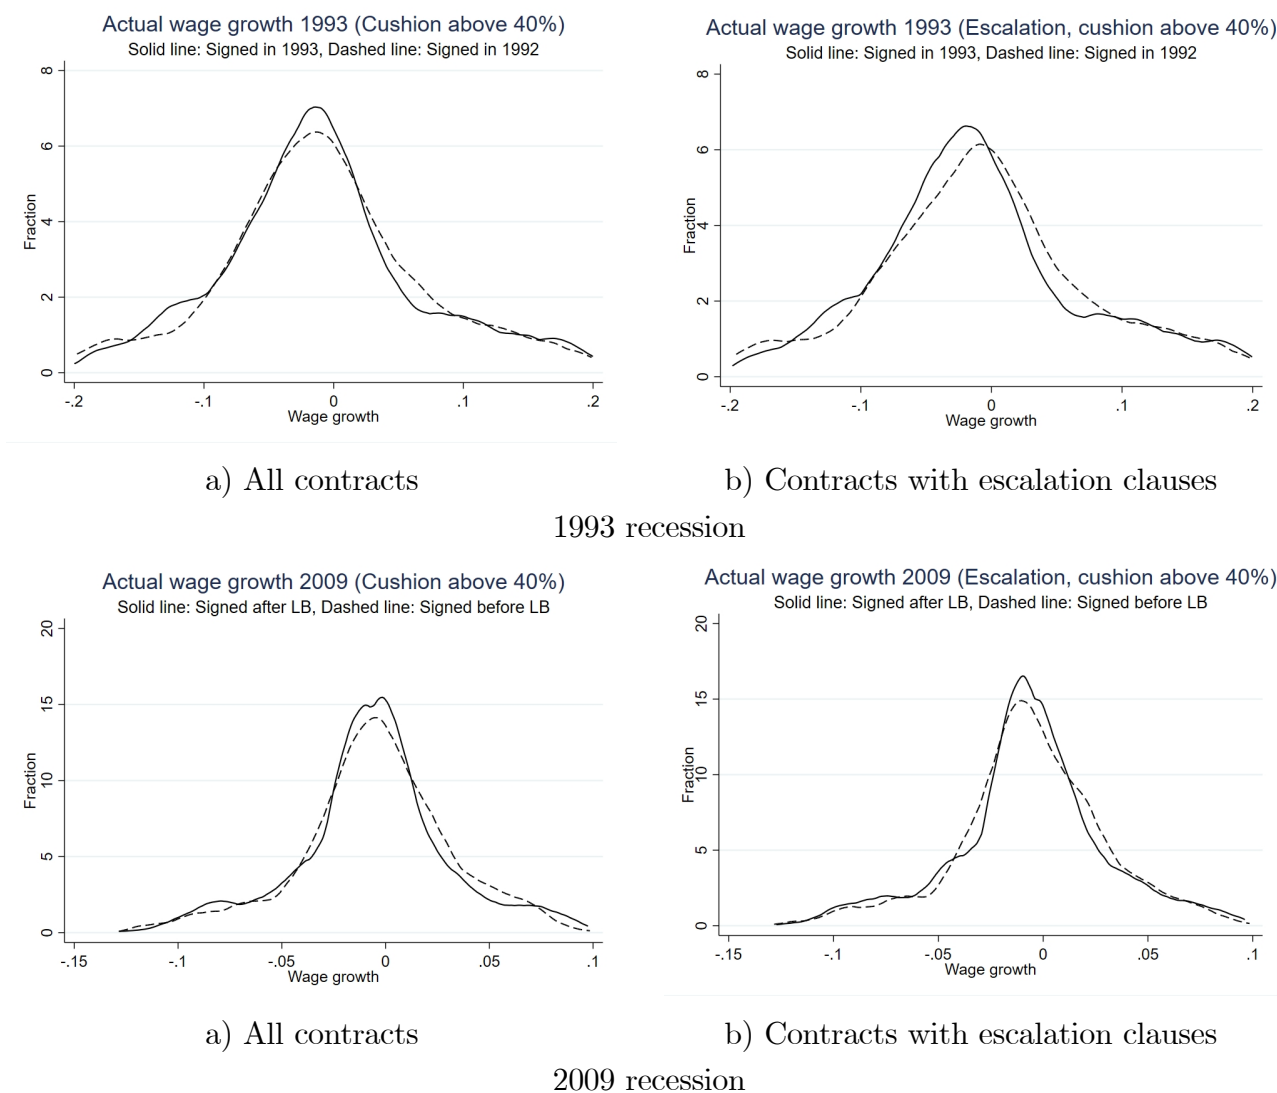 Actual wage growth 1993 (Cushion above 40%)
Solid line: Signed in 1993, Dashed line: Signed in 1992
Fraction
8
6
4
2
0
-.2 -.1 0 .1 .2
Wage growth
Actual wage growth 1993 (Escalation, cushion above 40%)
Solid line: Signed in 1993, Dashed line: Signed in 1992
Fraction
8
6
4
2
0
-.2 -.1 0 .1 .2
Wage growth
a) All contracts
b) Contracts with escalation clauses
1993 recession
Actual wage growth 2009 (Cushion above 40%)
Solid line: Signed after LB, Dashed line: Signed before LB
Fraction
20
15
10
5
0
-.15 -.1 -.05 0 .05 .1
Wage growth
Actual wage growth 2009 (Escalation, cushion above 40%)
Solid line: Signed after LB, Dashed line: Signed before LB
Fraction
20
15
10
5
0
-.15 -.1 -.05 0 .05 .1
Wage growth
a) All contracts
b) Contracts with escalation clauses
2009 recession